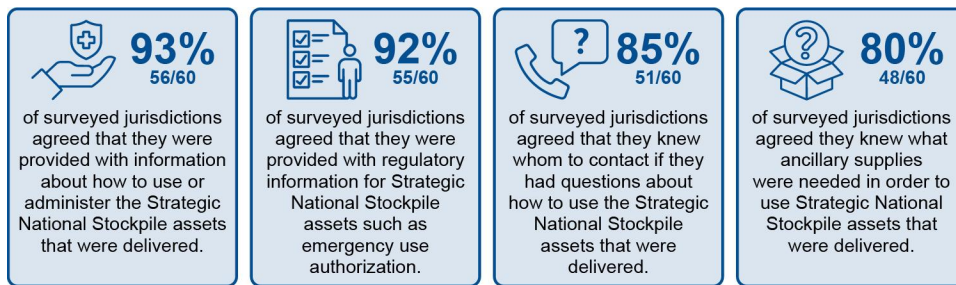 93%
56/60
of surveyed jurisdictions
agreed that they were
provided with information
about how to use or
administer the Strategic
National Stockpile assets
that were delivered.
92%
55/60
of surveyed jurisdictions
agreed that they were
provided with regulatory
information for Strategic
National Stockpile
assets such as
emergency use
authorization.
?
85%
51/60
of surveyed jurisdictions
agreed that they knew
whom to contact if they
had questions about
how to use the Strategic
National Stockpile
assets that were
delivered.
?
80%
48/60
of surveyed jurisdictions
agreed they knew what
ancillary supplies
were needed in order to
use Strategic National
Stockpile assets that
were delivered.